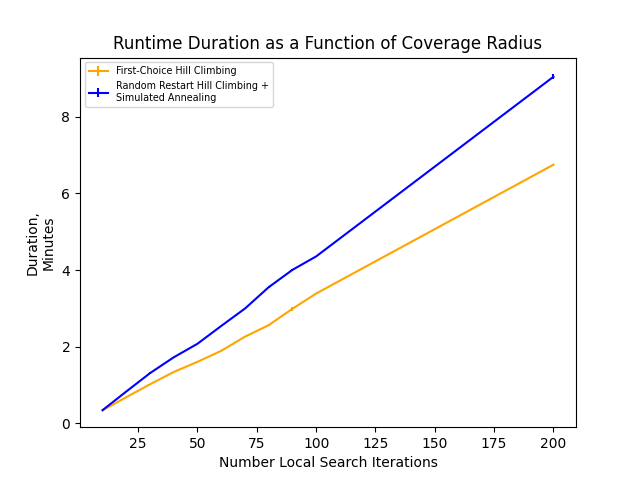 Runtime Duration as a Function of Coverage Radius
First-Choice Hill Climbing
Random Restart Hill Climbing +
Simulated Annealing
Duration,
Minutes
8
6
4
2
0
25
50
75
100
125
150
175
200
Number Local Search Iterations